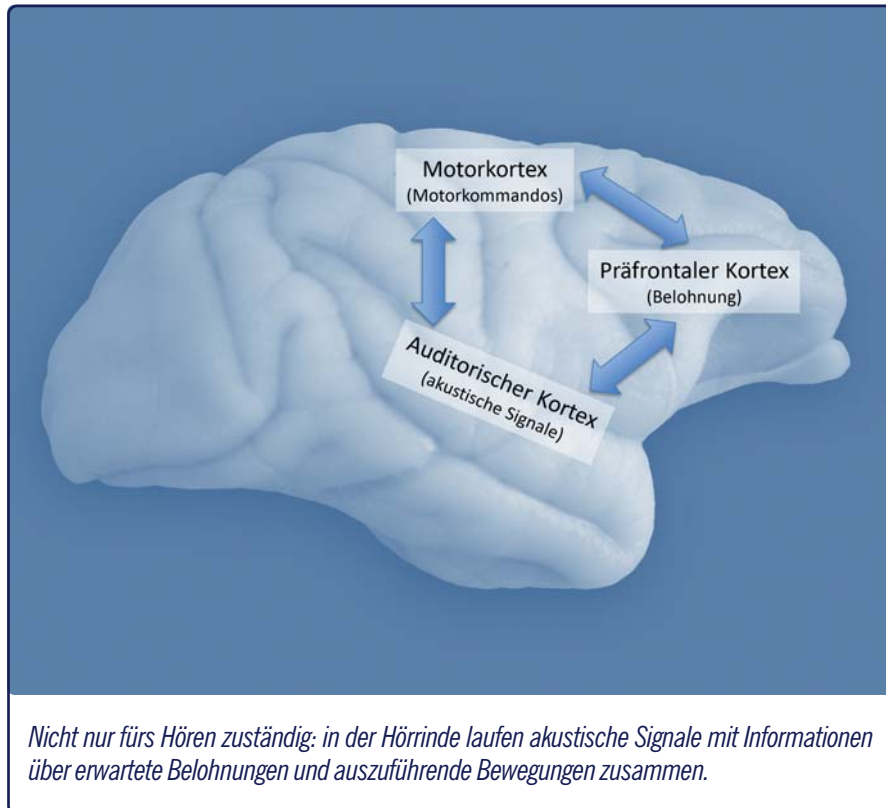 Motorkortex
(Motorkommandos)
Präfrontaler Kortex
(Belohnung)
Auditorischer Kortex
(akustische Signale)
Nicht nur fürs Hören zuständig: in der Hörrinde laufen akustische Signale mit Informationen
über erwartete Belohnungen und auszuführende Bewegungen zusammen.